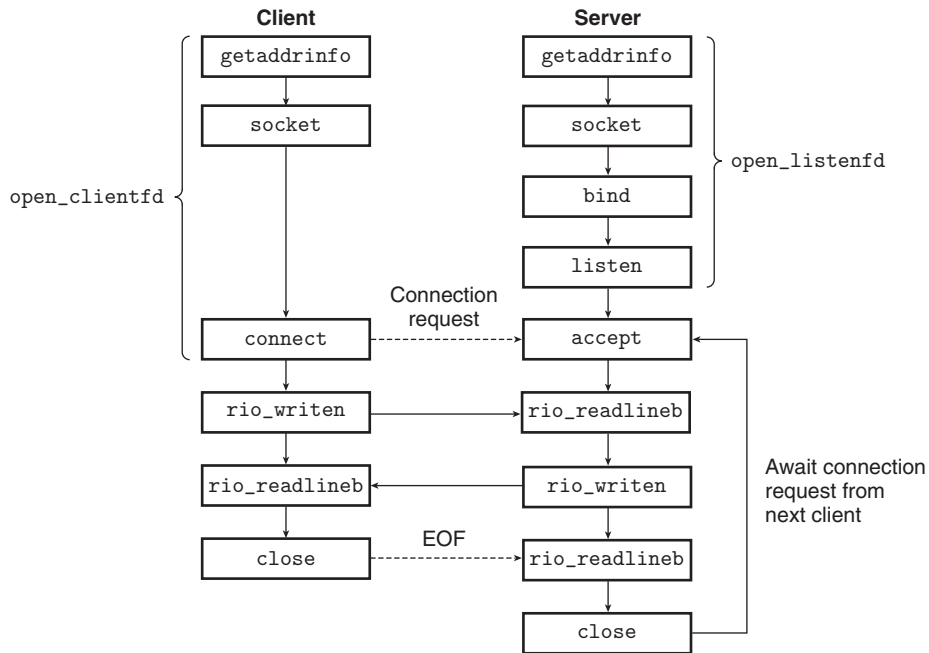 Client Server
getaddrinfo getaddrinfo
socket socket
open_listenfd
open_clientfd bind
listen
Connection
request
connect accept
rio_writen rio_readlineb
Await connection
request from
next client
rio_readlineb rio_writen
EOF
close rio_readlineb
close